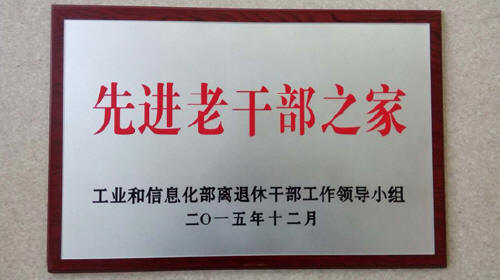 先进老干部之家
工业和信息化部离退休干部工作领导小组
二〇一五年十二月